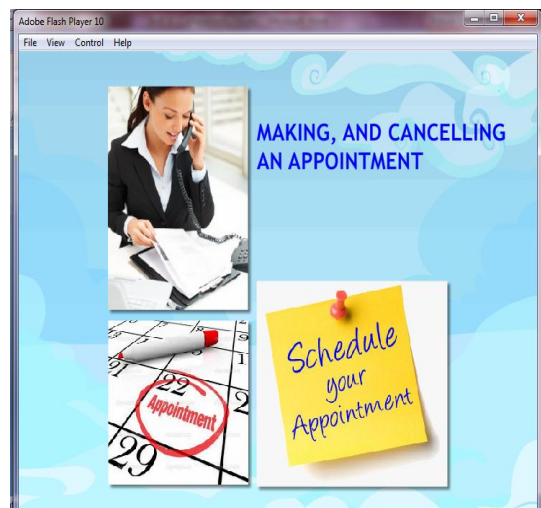 Adobe Flash Player 10
File View Control Help
MAKING, AND CANCELLING
AN APPOINTMENT
21
22
Appointment
29
Schedule
your
Appointment